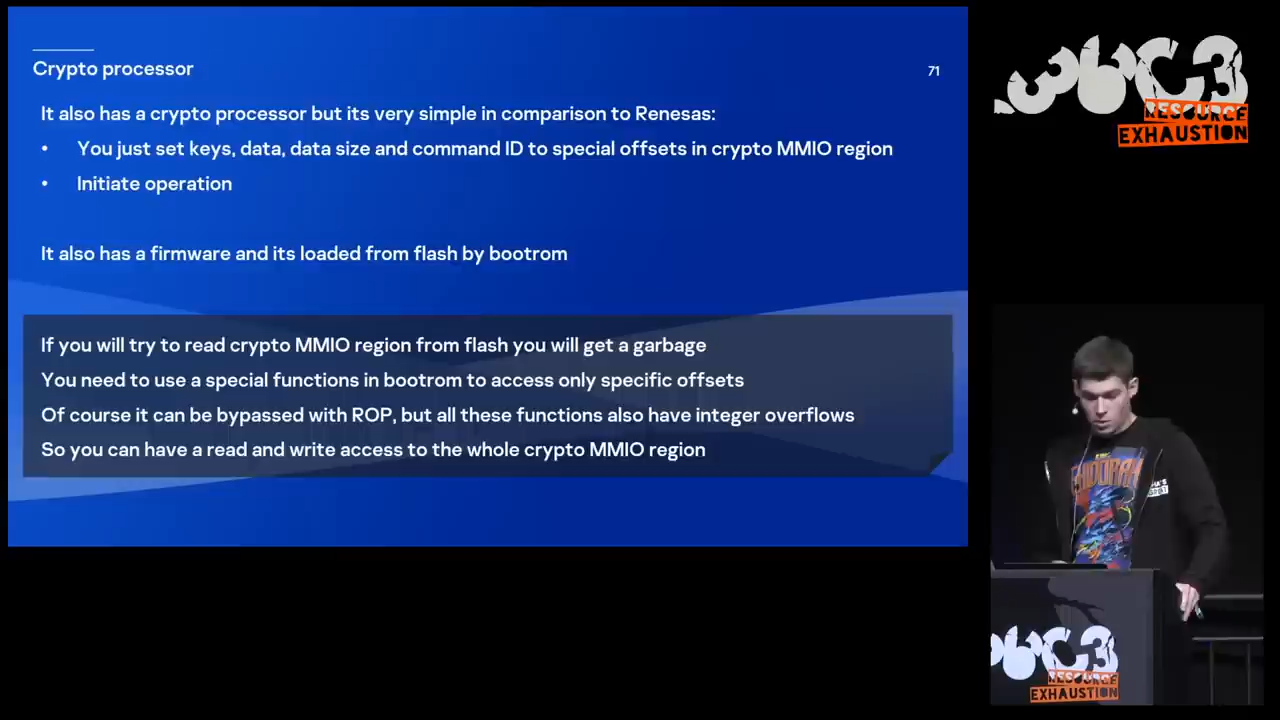 Crypto processor
71
It also has a crypto processor but its very simple in comparison to Renesas:
• You just set keys, data, data size and command ID to special offsets in crypto MMIO region
• Initiate operation
It also has a firmware and its loaded from flash by bootrom
If you will try to read crypto MMIO region from flash you will get a garbage
You need to use a special functions in bootrom to access only specific offsets
Of course it can be bypassed with ROP, but all these functions also have integer overflows
So you can have a read and write access to the whole crypto MMIO region
36C3
RESOURCE
EXHAUSTION
36C3
RESOURCE
EXHAUSTION